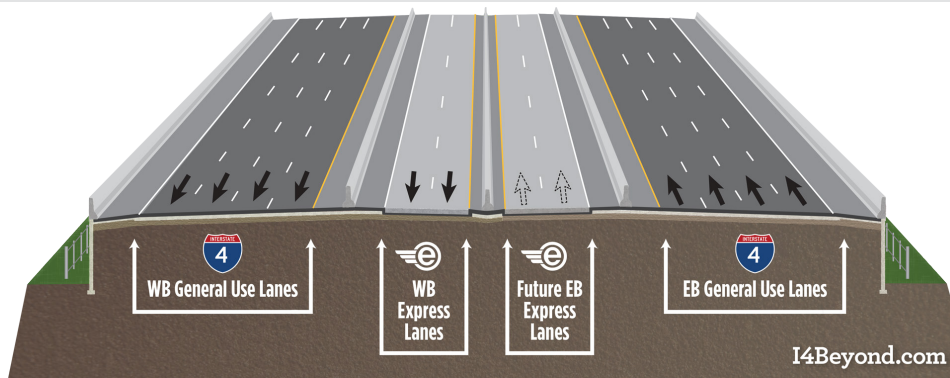 INTERSTATE
4
WB General Use Lanes
e
WB
Express
Lanes
e
Future EB
Express
Lanes
INTERSTATE
4
EB General Use Lanes
I4Beyond.com